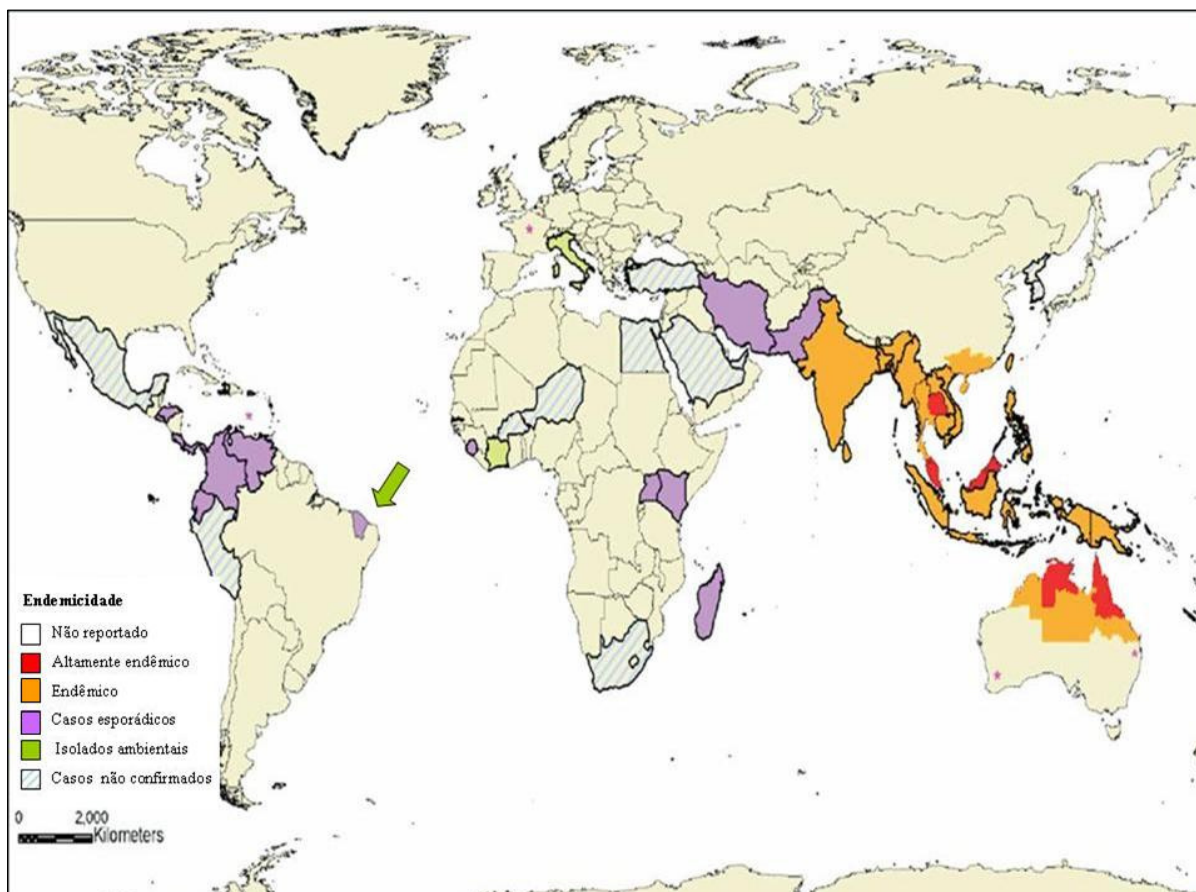 Endemicidade
Não reportado
Altamente endêmico
Endêmico
Casos esporádicos
Isolados ambientais
Casos não confirmados
0 2,000
Kilometers